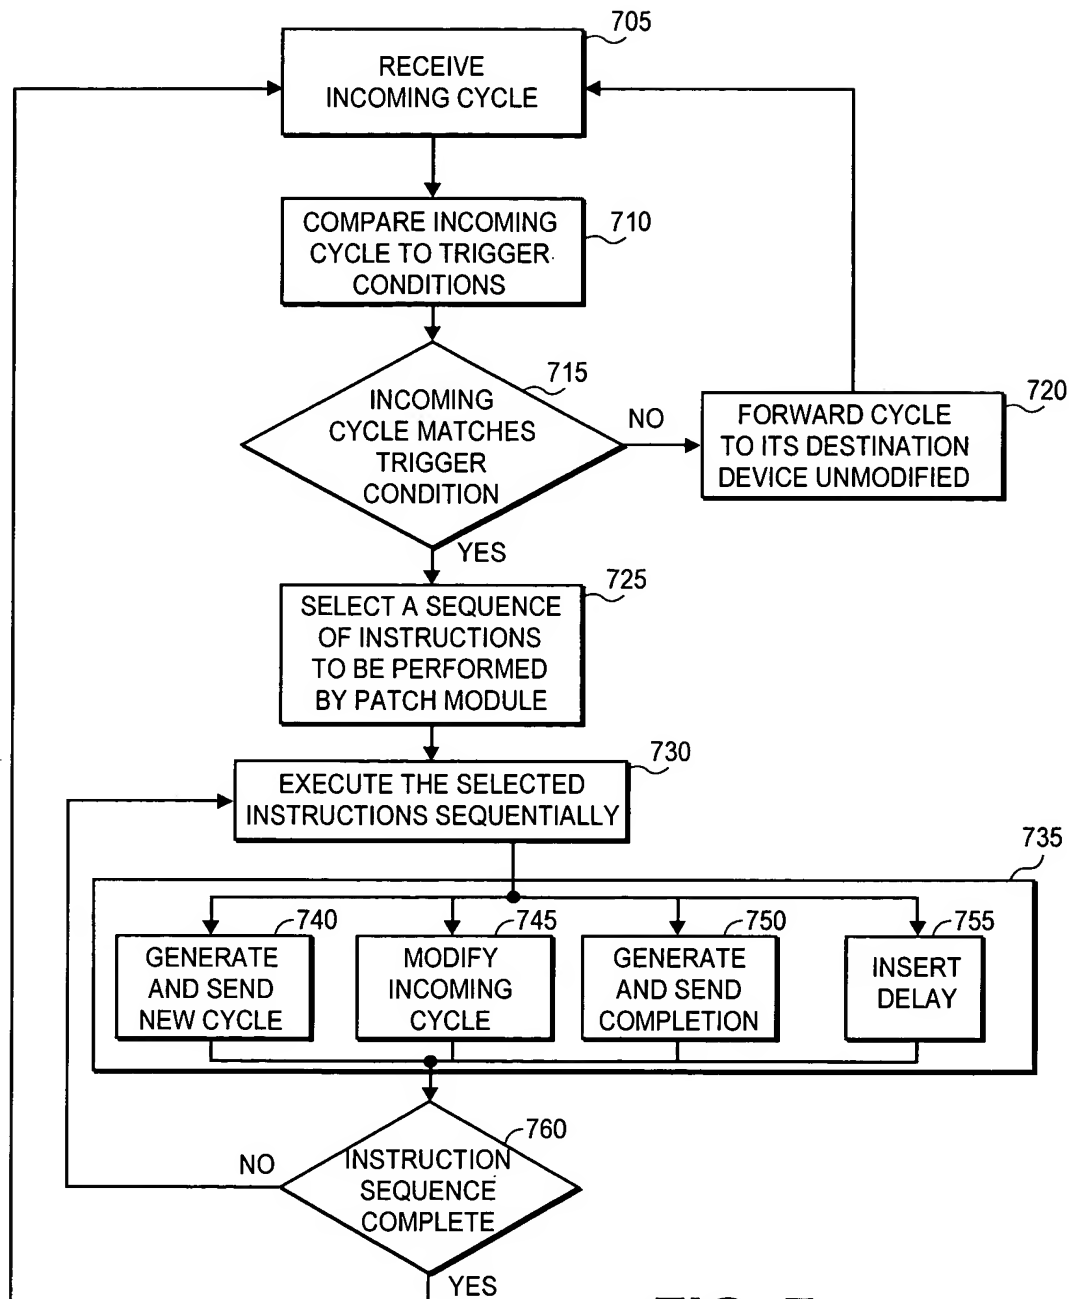 705
RECEIVE
INCOMING CYCLE
710
COMPARE INCOMING
CYCLE TO TRIGGER
CONDITIONS
715
INCOMING
CYCLE MATCHES
TRIGGER
CONDITION
NO
720
FORWARD CYCLE
TO ITS DESTINATION
DEVICE UNMODIFIED
YES
725
SELECT A SEQUENCE
OF INSTRUCTIONS
TO BE PERFORMED
BY PATCH MODULE
730
EXECUTE THE SELECTED
INSTRUCTIONS SEQUENTIALLY
735
740
GENERATE
AND SEND
NEW CYCLE
745
MODIFY
INCOMING
CYCLE
750
GENERATE
AND SEND
COMPLETION
755
INSERT
DELAY
760
INSTRUCTION
SEQUENCE
COMPLETE
NO
YES